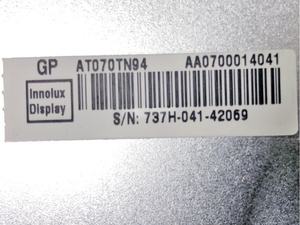 GP AT070TN94 AA0700014041
Innolux
Display
S/N: 737H-041-42069